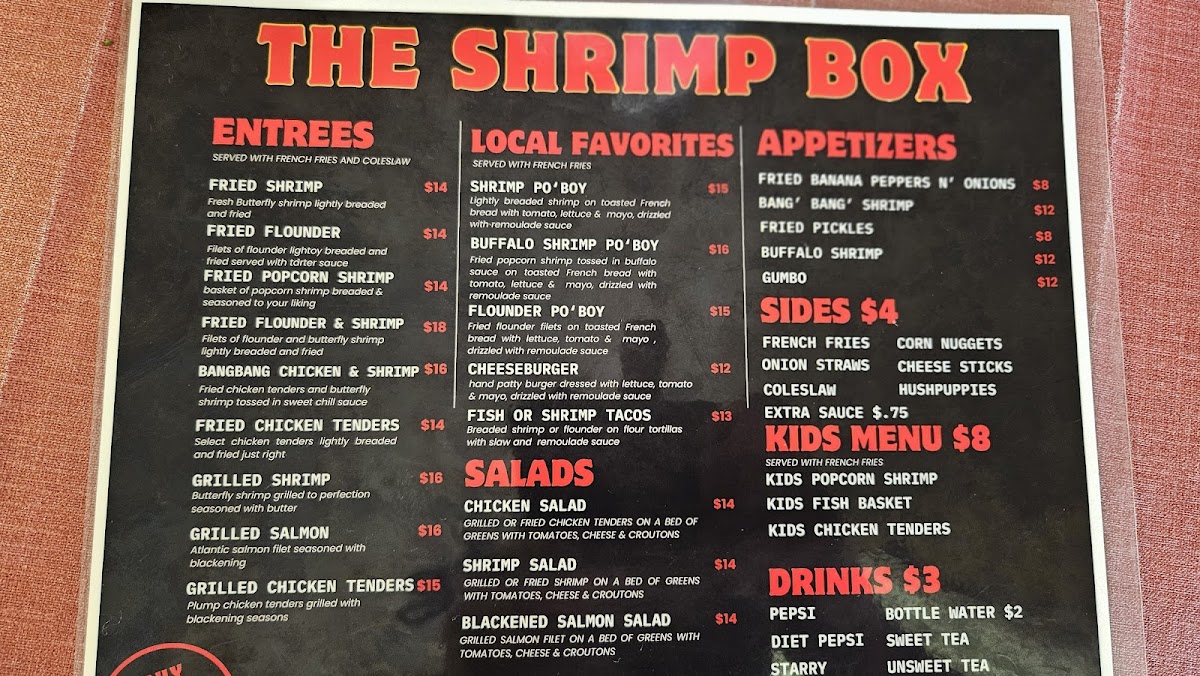 THE SHRIMP BOX
ENTREES
SERVED WITH FRENCH FRIES AND COLESLAW
FRIED SHRIMP $14
Fresh Butterfly shrimp lightly breaded
and fried
FRIED FLOUNDER $14
Filets of flounder lightoy breaded and
fried served with tdrter sauce
FRIED POPCORN SHRIMP $14
basket of popcorn shrimp breaded &
seasoned to your liking
FRIED FLOUNDER & SHRIMP $18
Filets of flounder and butterfly shrimp
lightly breaded and fried
BANGBANG CHICKEN & SHRIMP $16
Fried chicken tenders and butterfly
shrimp tossed in sweet chill sauce
FRIED CHICKEN TENDERS $14
Select chicken tenders lightly breaded
and fried just right
GRILLED SHRIMP $16
Butterfly shrimp grilled to perfection
seasoned with butter
GRILLED SALMON $16
Atlantic salmon filet seasoned with
blackening
GRILLED CHICKEN TENDERS $15
Plump chicken tenders grilled with
blackening seasons
LOCAL FAVORITES
SERVED WITH FRENCH FRIES
SHRIMP PO'BOY $15
Lightly breaded shrimp on toasted French
bread with tomato, lettuce & mayo, drizzled
with remoulade sauce
BUFFALO SHRIMP PO'BOY $16
Fried popcorn shrimp tossed in buffalo
sauce on toasted French bread with
tomato, lettuce & mayo, drizzled with
remoulade sauce
FLOUNDER PO'BOY $15
Fried flounder filets on toasted French
bread with lettuce, tomato & mayo ,
drizzled with remoulade sauce
CHEESEBURGER $12
hand patty burger dressed with lettuce, tomato
& mayo, drizzled with remoulade sauce
FISH OR SHRIMP TACOS $13
Breaded shrimp or flounder on flour tortillas
with slaw and remoulade sauce
SALADS
CHICKEN SALAD $14
GRILLED OR FRIED CHICKEN TENDERS ON A BED OF
GREENS WITH TOMATOES, CHEESE & CROUTONS
SHRIMP SALAD $14
GRILLED OR FRIED SHRIMP ON A BED OF GREENS
WITH TOMATOES, CHEESE & CROUTONS
BLACKENED SALMON SALAD $14
GRILLED SALMON FILET ON A BED OF GREENS WITH
TOMATOES, CHEESE & CROUTONS
APPETIZERS
FRIED BANANA PEPPERS N' ONIONS $8
BANG' BANG' SHRIMP $12
FRIED PICKLES $8
BUFFALO SHRIMP $12
GUMBO $12
SIDES $4
FRENCH FRIES CORN NUGGETS
ONION STRAWS CHEESE STICKS
COLESLAW HUSHPUPPIES
EXTRA SAUCE $.75
KIDS MENU $8
SERVED WITH FRENCH FRIES
KIDS POPCORN SHRIMP
KIDS FISH BASKET
KIDS CHICKEN TENDERS
DRINKS $3
PEPSI BOTTLE WATER $2
DIET PEPSI SWEET TEA
STARRY UNSWEET TEA